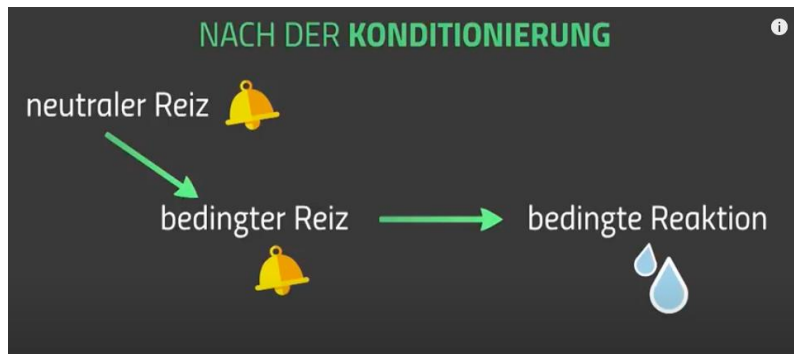 NACH DER KONDITIONIERUNG
neutraler Reiz
bedingter Reiz
bedingte Reaktion